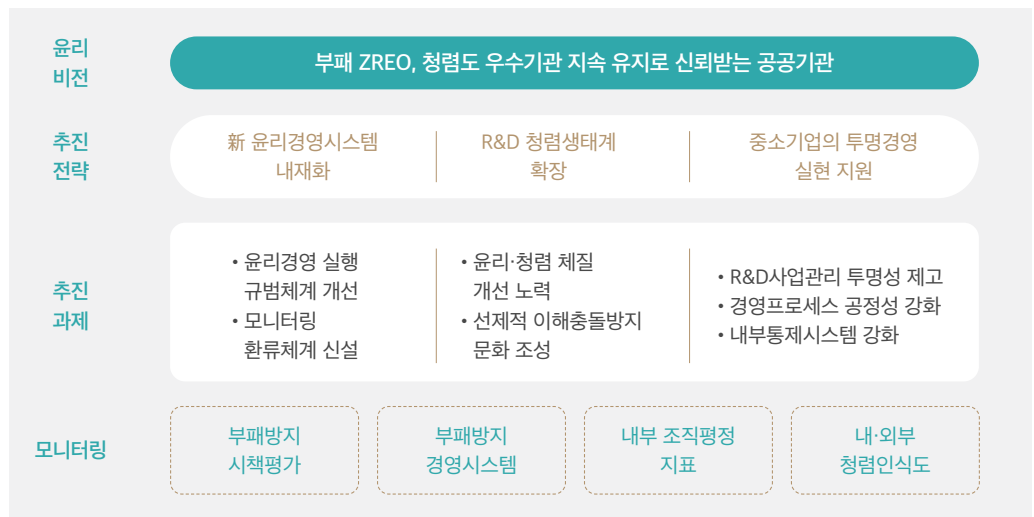 윤리
비전
부패 ZREO, 청렴도 우수기관 지속 유지로 신뢰받는 공공기관
추진
전략
新 윤리경영시스템
내재화
R&D 청렴생태계
확장
중소기업의 투명경영
실현 지원
추진
과제
• 윤리경영 실행
규범체계 개선
• 모니터링
환류체계 신설
• 윤리·청렴 체질
개선 노력
• 선제적 이해충돌방지
문화 조성
• R&D사업관리 투명성 제고
• 경영프로세스 공정성 강화
• 내부통제시스템 강화
모니터링
부패방지
시책평가
부패방지
경영시스템
내부 조직평정
지표
내·외부
청렴인식도